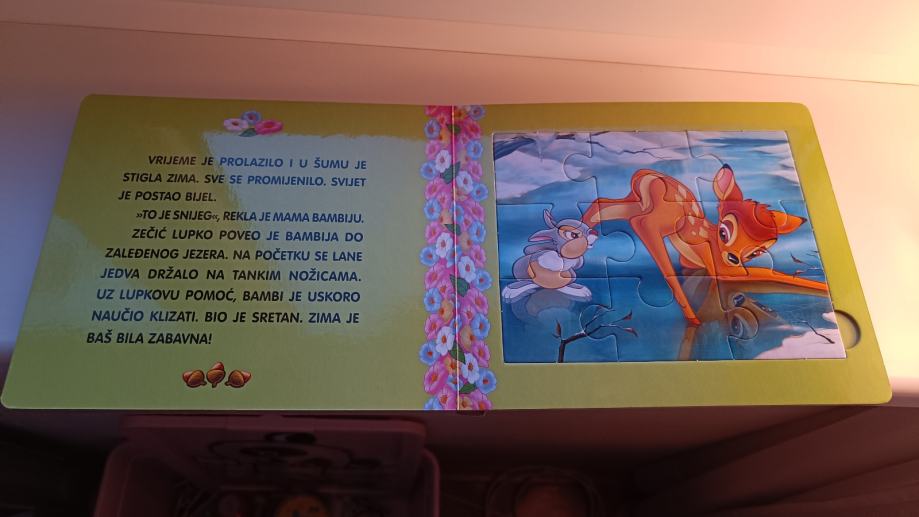 VRIJEME JE PROLAZILO I U ŠUMU JE
STIGLA ZIMA. SVE SE PROMIJENILO. SVIJET
JE POSTAO BIJEL.
»TO JE SNIJEG«, REKLA JE MAMA BAMBIJU.
ZEČIĆ LUPKO POVEO JE BAMBIJA DO
ZALEĐENOG JEZERA. NA POČETKU SE LANE
JEDVA DRŽALO NA TANKIM NOŽICAMA.
UZ LUPKOVU POMOĆ, BAMBI JE USKORO
NAUČIO KLIZATI. BIO JE SRETAN. ZIMA JE
BAŠ BILA ZABAVNA!